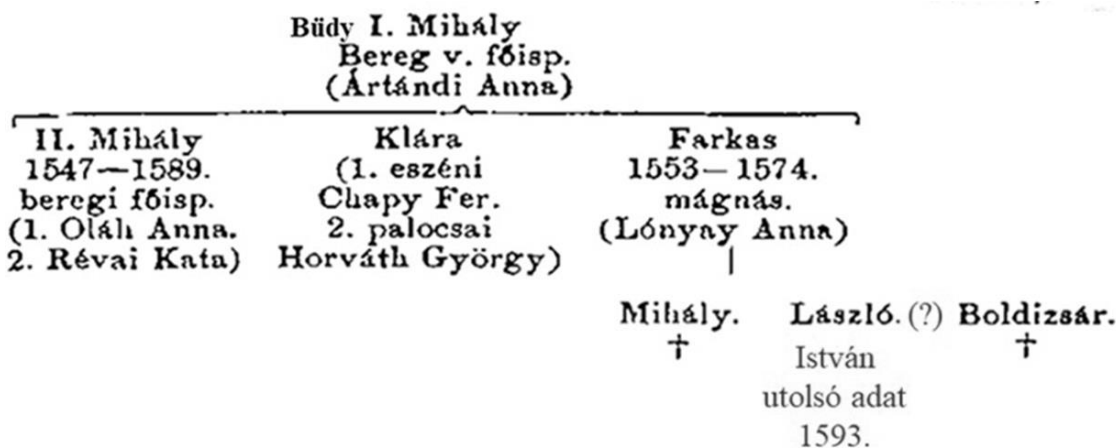 Büdy I. Mihály
Bereg v. főisp.
(Ártándi Anna)
II. Mihály
1547—1589.
beregi főisp.
(1. Oláh Anna.
2. Révai Kata)
Klára
(1. eszéni
Chapy Fer.
2. palocsai
Horváth György)
Farkas
1553—1574.
mágnás.
(Lónyay Anna)
Mihály.
†
László. (?)
István
utolsó adat
1593.
Boldizsár.
†